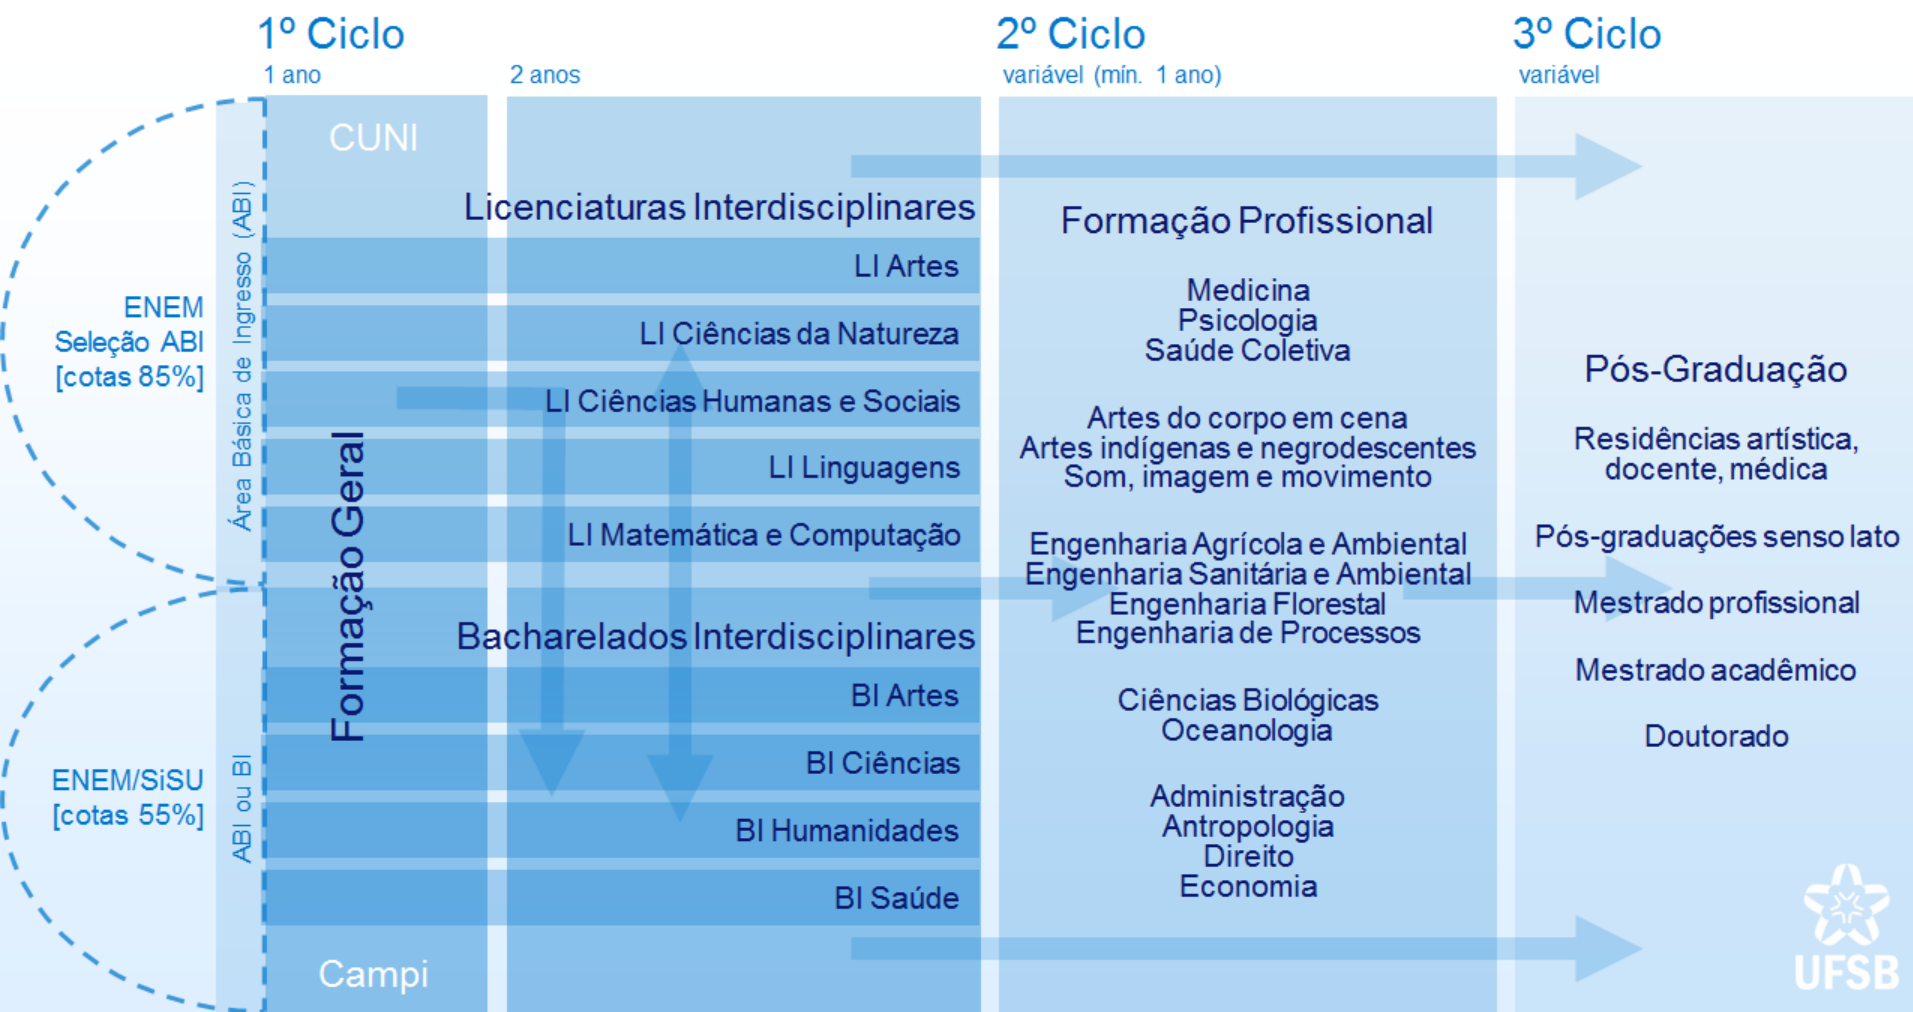 1º Ciclo
1 ano
2 anos
2º Ciclo
variável (mín. 1 ano)
3º Ciclo
variável
ENEM
Seleção ABI
[cotas 85%]
Área Básica de Ingresso (ABI)
ENEM/SiSU
[cotas 55%]
ABI ou BI
CUNI
Formação Geral
Campi
Licenciaturas Interdisciplinares
LI Artes
LI Ciências da Natureza
LI Ciências Humanas e Sociais
LI Linguagens
LI Matemática e Computação
Bacharelados Interdisciplinares
BI Artes
BI Ciências
BI Humanidades
BI Saúde
Formação Profissional
Medicina
Psicologia
Saúde Coletiva
Artes do corpo em cena
Artes indígenas e negrodescentes
Som, imagem e movimento
Engenharia Agrícola e Ambiental
Engenharia Sanitária e Ambiental
Engenharia Florestal
Engenharia de Processos
Ciências Biológicas
Oceanologia
Administração
Antropologia
Direito
Economia
Pós-Graduação
Residências artística,
docente, médica
Pós-graduações senso lato
Mestrado profissional
Mestrado acadêmico
Doutorado
UFSB